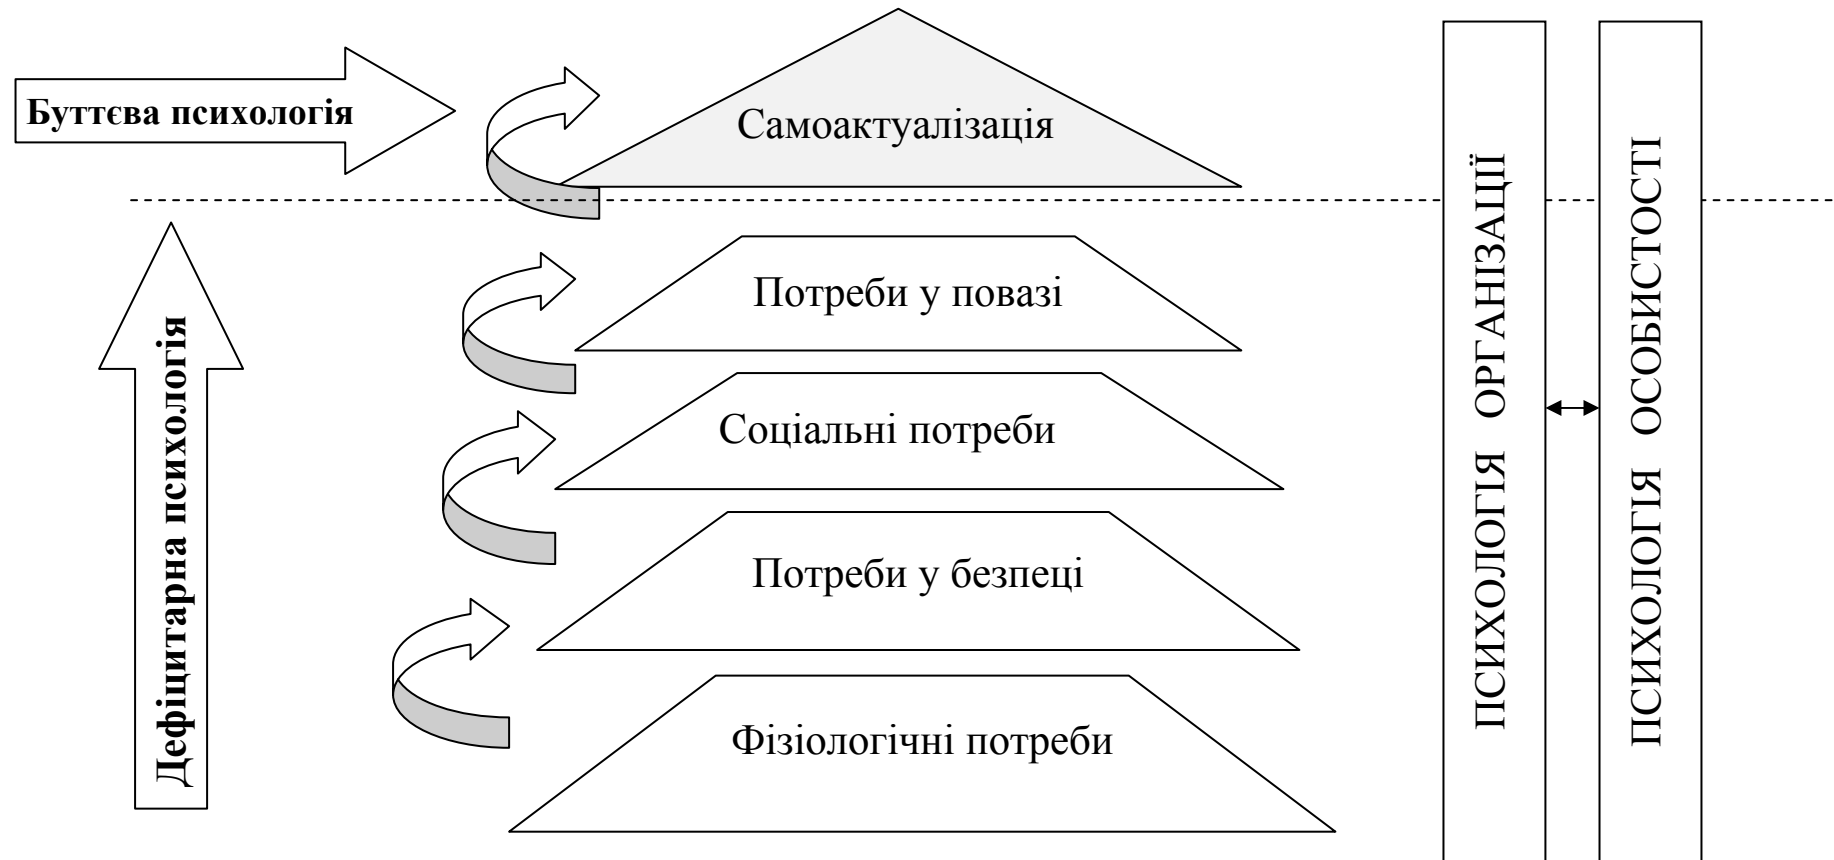 Буттєва психологія
Самоактуалізація
Потреби у повазі
Соціальні потреби
Потреби у безпеці
Фізіологічні потреби
Дефіцитарна психологія
ПСИХОЛОГІЯ ОРГАНІЗАЦІЇ
ПСИХОЛОГІЯ ОСОБИСТОСТІ